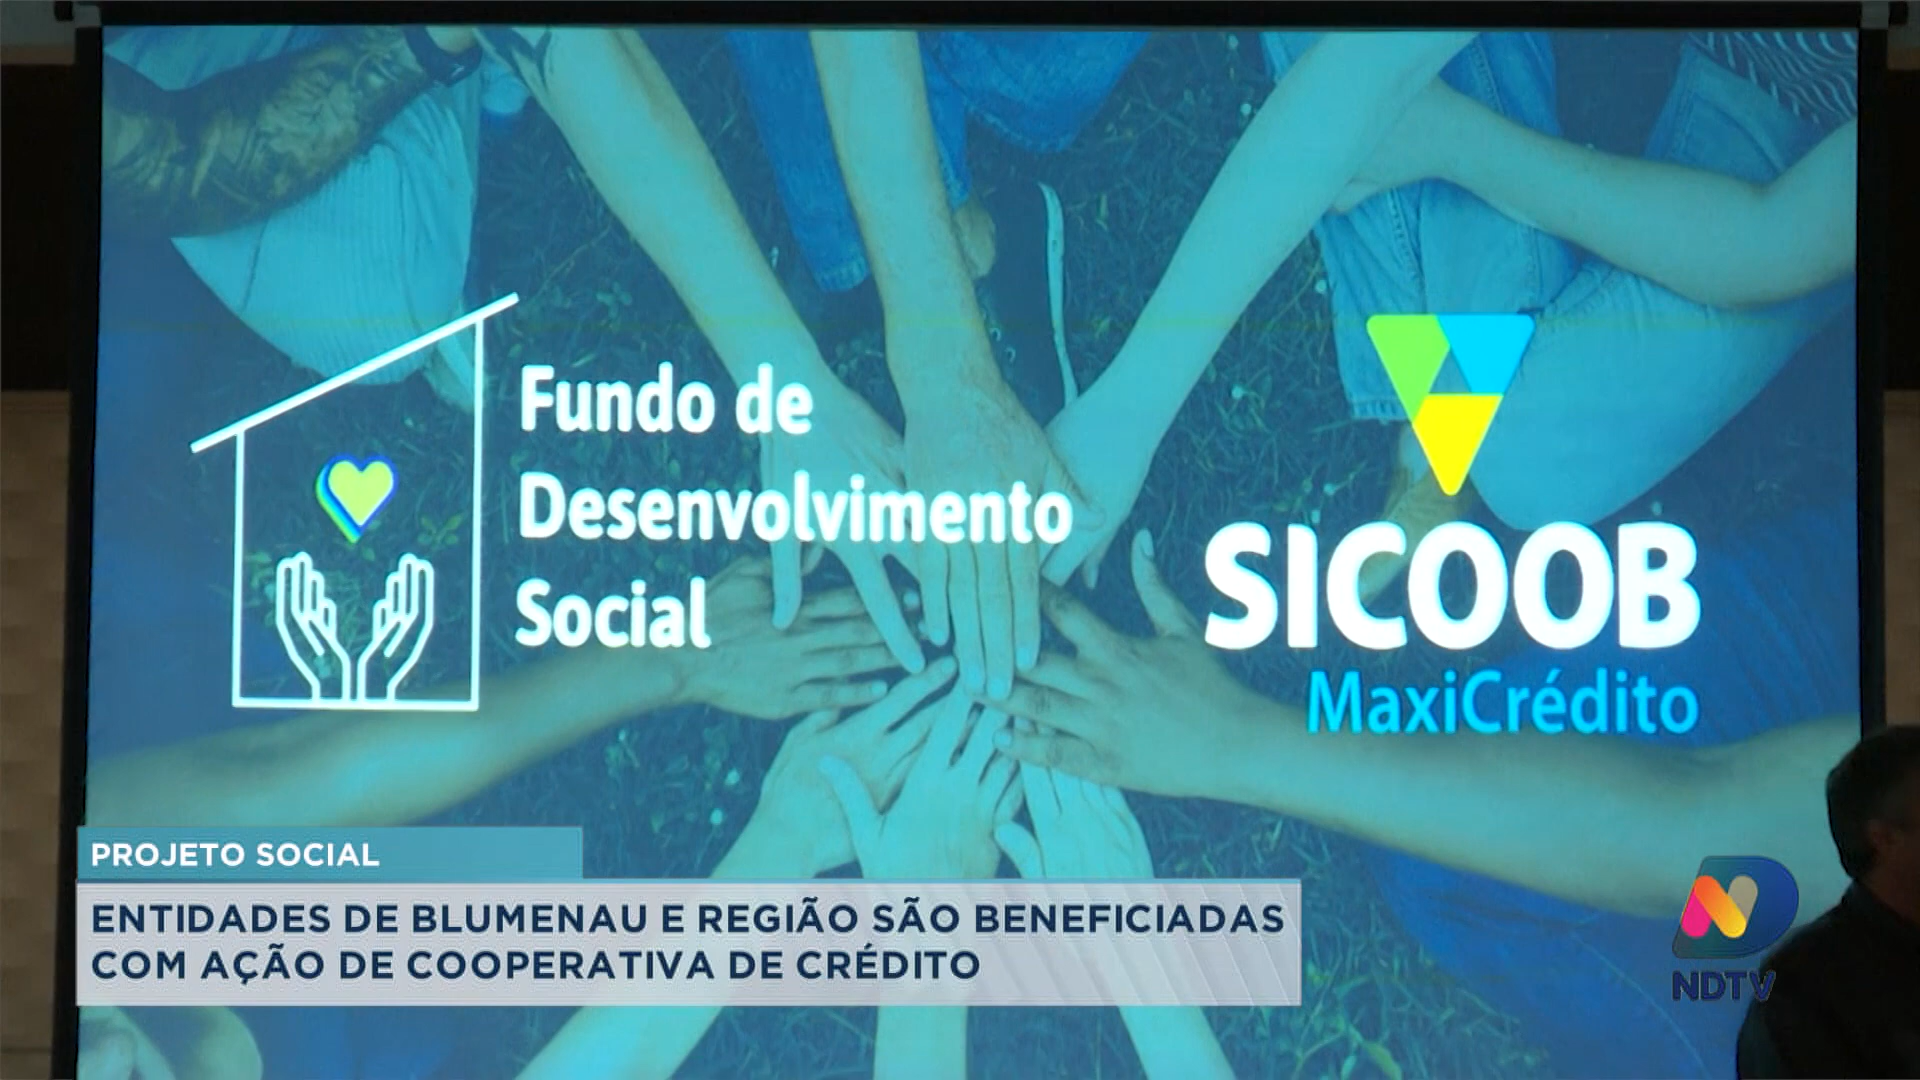 Fundo de
Desenvolvimento
Social
SICOOB
MaxiCrédito
PROJETO SOCIAL
ENTIDADES DE BLUMENAU E REGIÃO SÃO BENEFICIADAS
COM AÇÃO DE COOPERATIVA DE CRÉDITO
NDTV